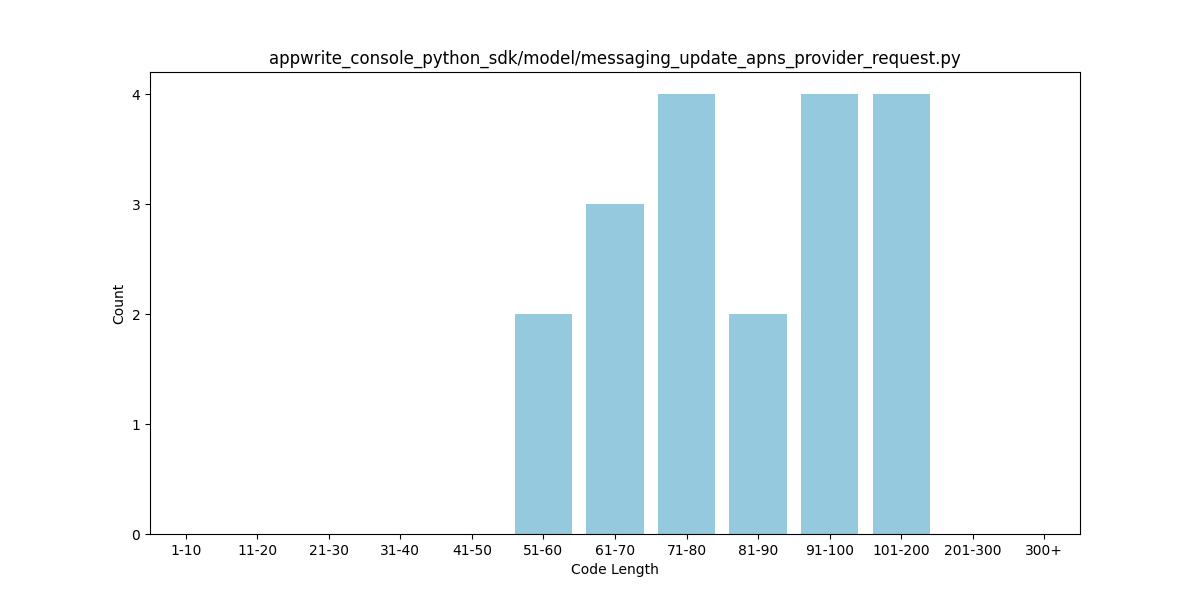 appwrite_console_python_sdk/model/messaging_update_apns_provider_request.py
4
3
2
1
0
Count
1-10 11-20 21-30 31-40 41-50 51-60 61-70 71-80 81-90 91-100 101-200 201-300 300+
Code Length